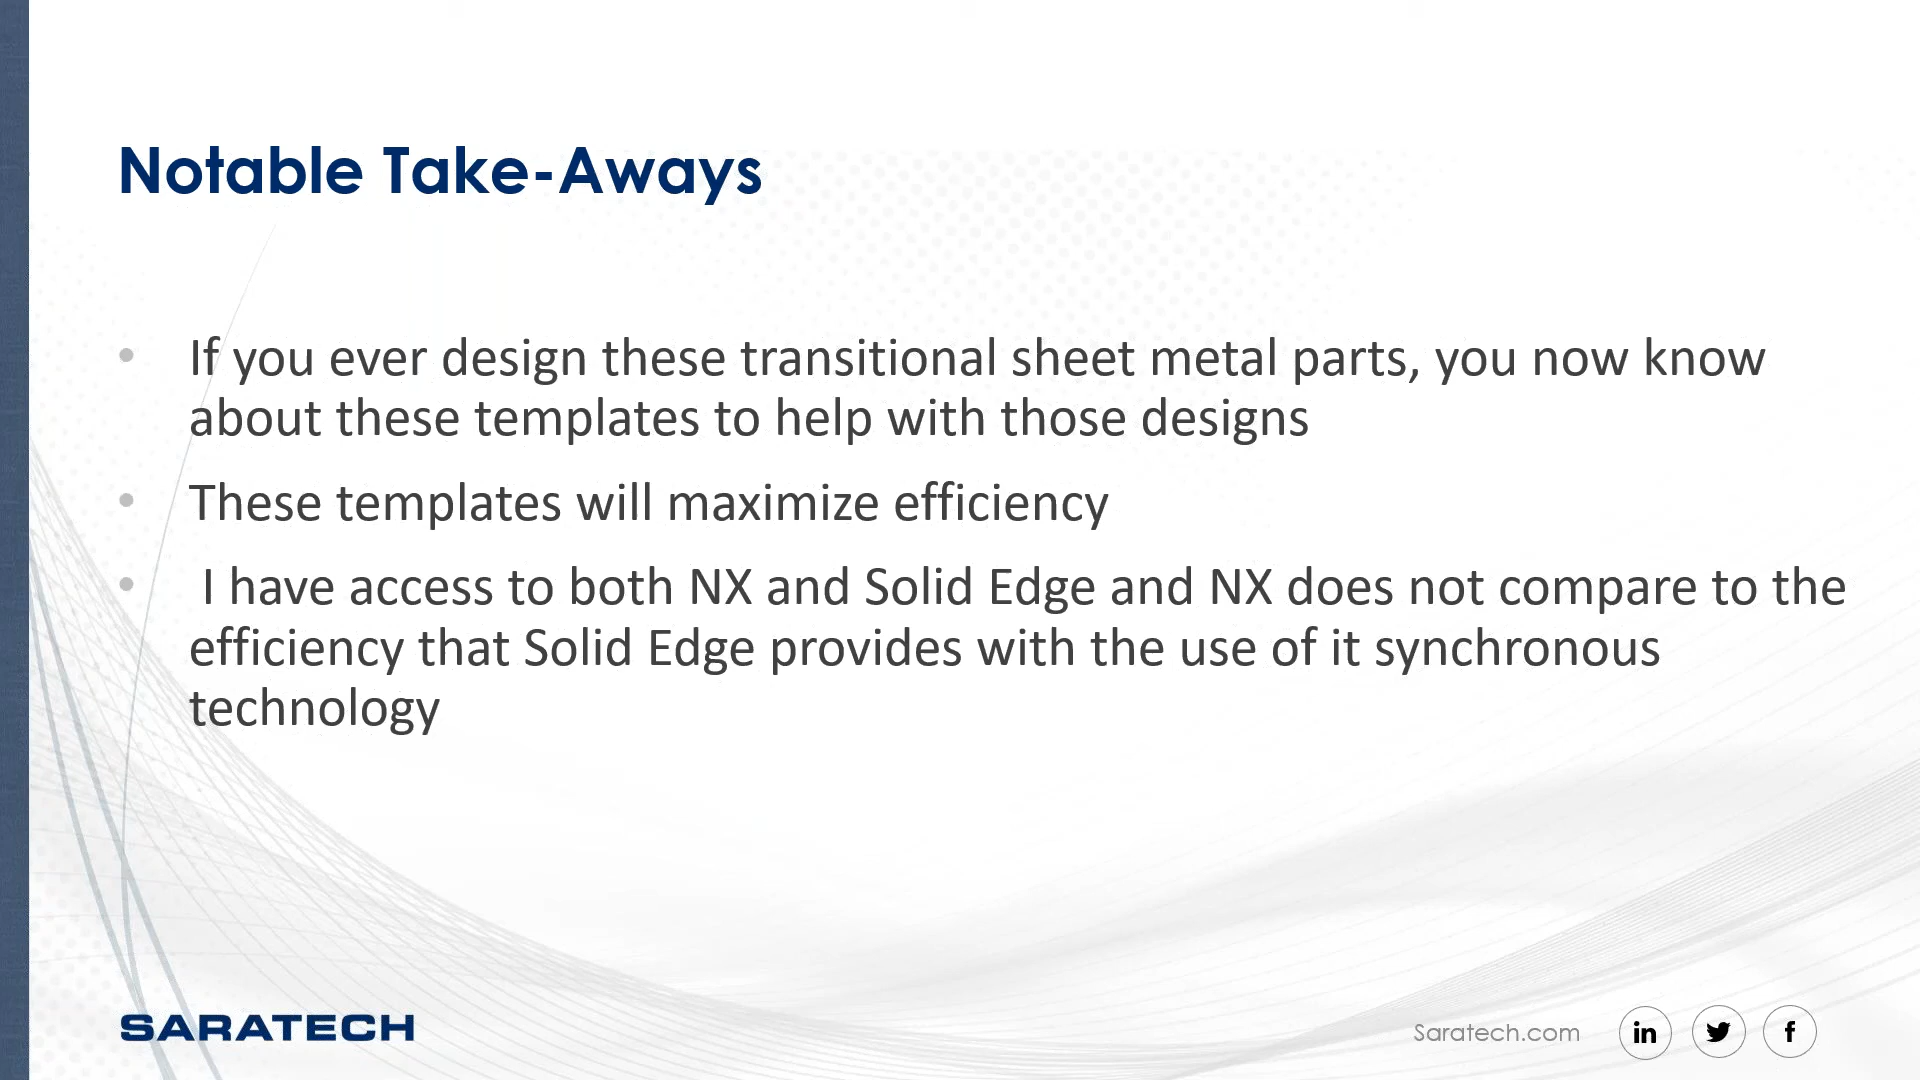 Notable Take-Aways
• If you ever design these transitional sheet metal parts, you now know
about these templates to help with those designs
• These templates will maximize efficiency
• I have access to both NX and Solid Edge and NX does not compare to the
efficiency that Solid Edge provides with the use of it synchronous
technology
SARATECH
Saratech.com in f